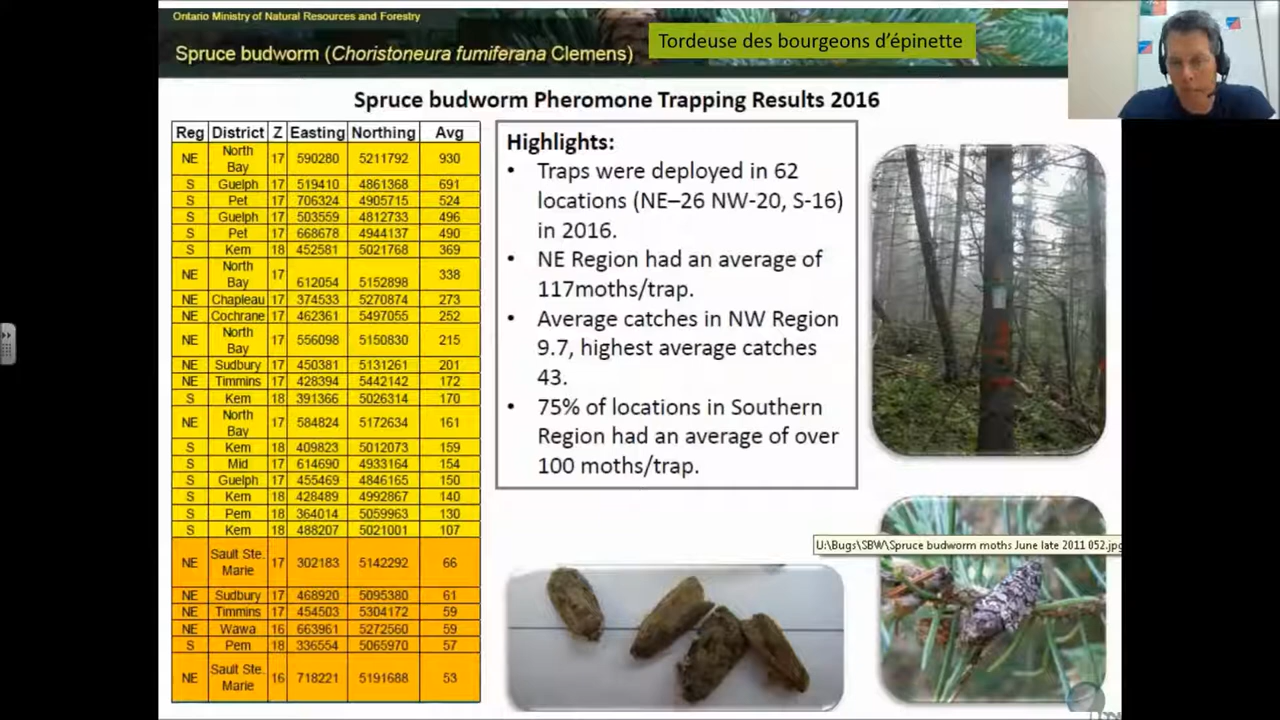 Ontario Ministry of Natural Resources and Forestry
Spruce budworm (Choristoneura fumiferana Clemens)
Tordeuse des bourgeons d'épinette
Spruce budworm Pheromone Trapping Results 2016
Reg District Z Easting Northing Avg
NE North Bay 17 590280 5211792 930
S Guelph 17 519410 4861368 691
S Pet 17 706324 4905715 524
S Guelph 17 503559 4812733 496
S Pet 17 668678 4944137 490
S Kem 18 452581 5021768 369
NE North Bay 17 612054 5152898 338
NE Chapleau 17 374533 5270874 273
NE Cochrane 17 462361 5497055 252
NE North Bay 17 556098 5150830 215
NE Sudbury 17 450381 5131261 201
NE Timmins 17 428394 5442142 172
S Kem 18 391366 5026314 170
NE North Bay 17 584824 5172634 161
S Kem 18 409823 5012073 159
S Mid 17 614690 4933164 154
S Guelph 17 455469 4846165 150
S Kem 18 428489 4992867 140
S Pem 18 364014 5059963 130
S Kem 18 488207 5021001 107
NE Sault Ste. Marie 17 302183 5142292 66
NE Sudbury 17 468920 5095380 61
NE Timmins 17 454503 5304172 59
NE Wawa 16 663961 5272560 59
S Pem 18 336554 5065970 57
NE Sault Ste. Marie 16 718221 5191688 53
Highlights:
• Traps were deployed in 62
locations (NE–26 NW-20, S-16)
in 2016.
• NE Region had an average of
117moths/trap.
• Average catches in NW Region
9.7, highest average catches
43.
• 75% of locations in Southern
Region had an average of over
100 moths/trap.
U:\Bugs\SBW\Spruce budworm moths June late 2011 052.jpg